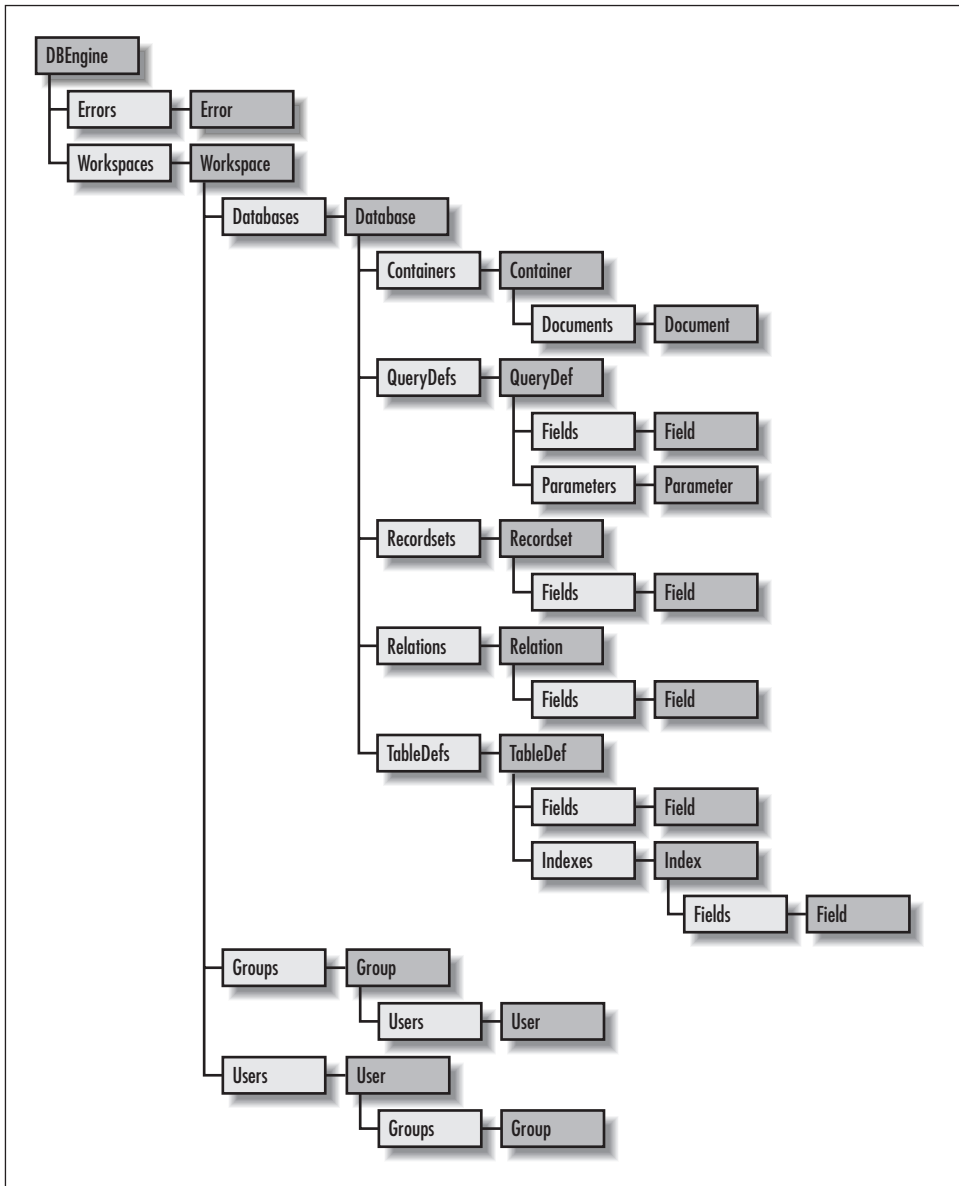 DBEngine
Errors Error
Workspaces Workspace
Databases Database
Containers Container
Documents Document
QueryDefs QueryDef
Fields Field
Parameters Parameter
Recordsets Recordset
Fields Field
Relations Relation
Fields Field
TableDefs TableDef
Fields Field
Indexes Index
Fields Field
Groups Group
Users User
Users User
Groups Group